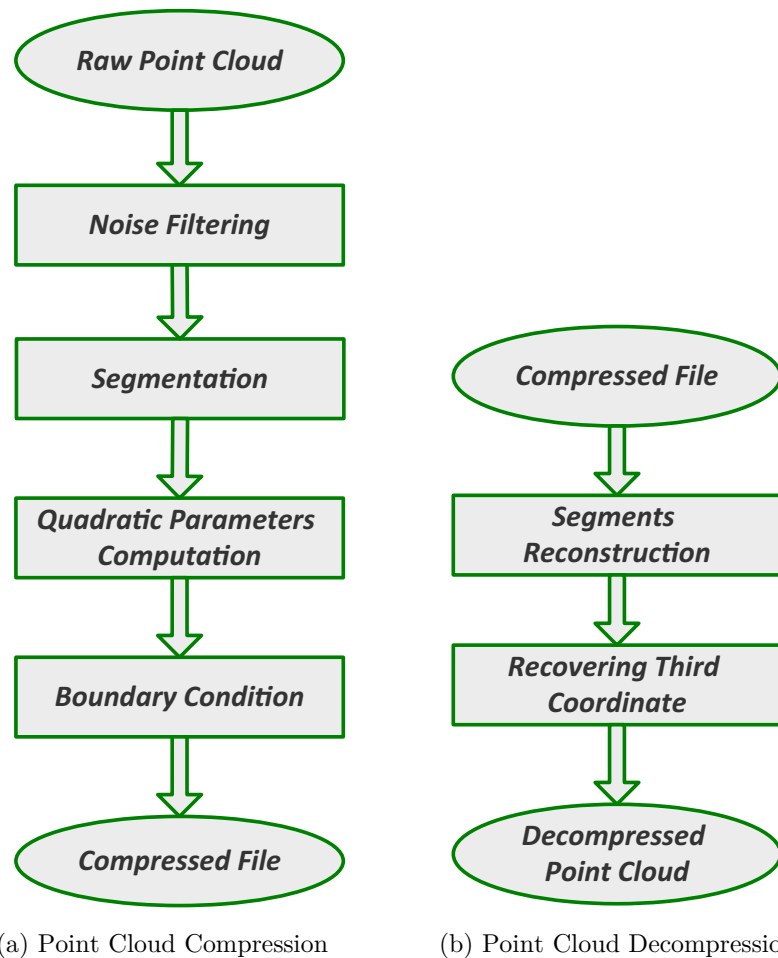 Raw Point Cloud
Noise Filtering
Segmentation
Quadratic Parameters
Computation
Boundary Condition
Compressed File
(a) Point Cloud Compression
Compressed File
Segments
Reconstruction
Recovering Third
Coordinate
Decompressed
Point Cloud
(b) Point Cloud Decompressio